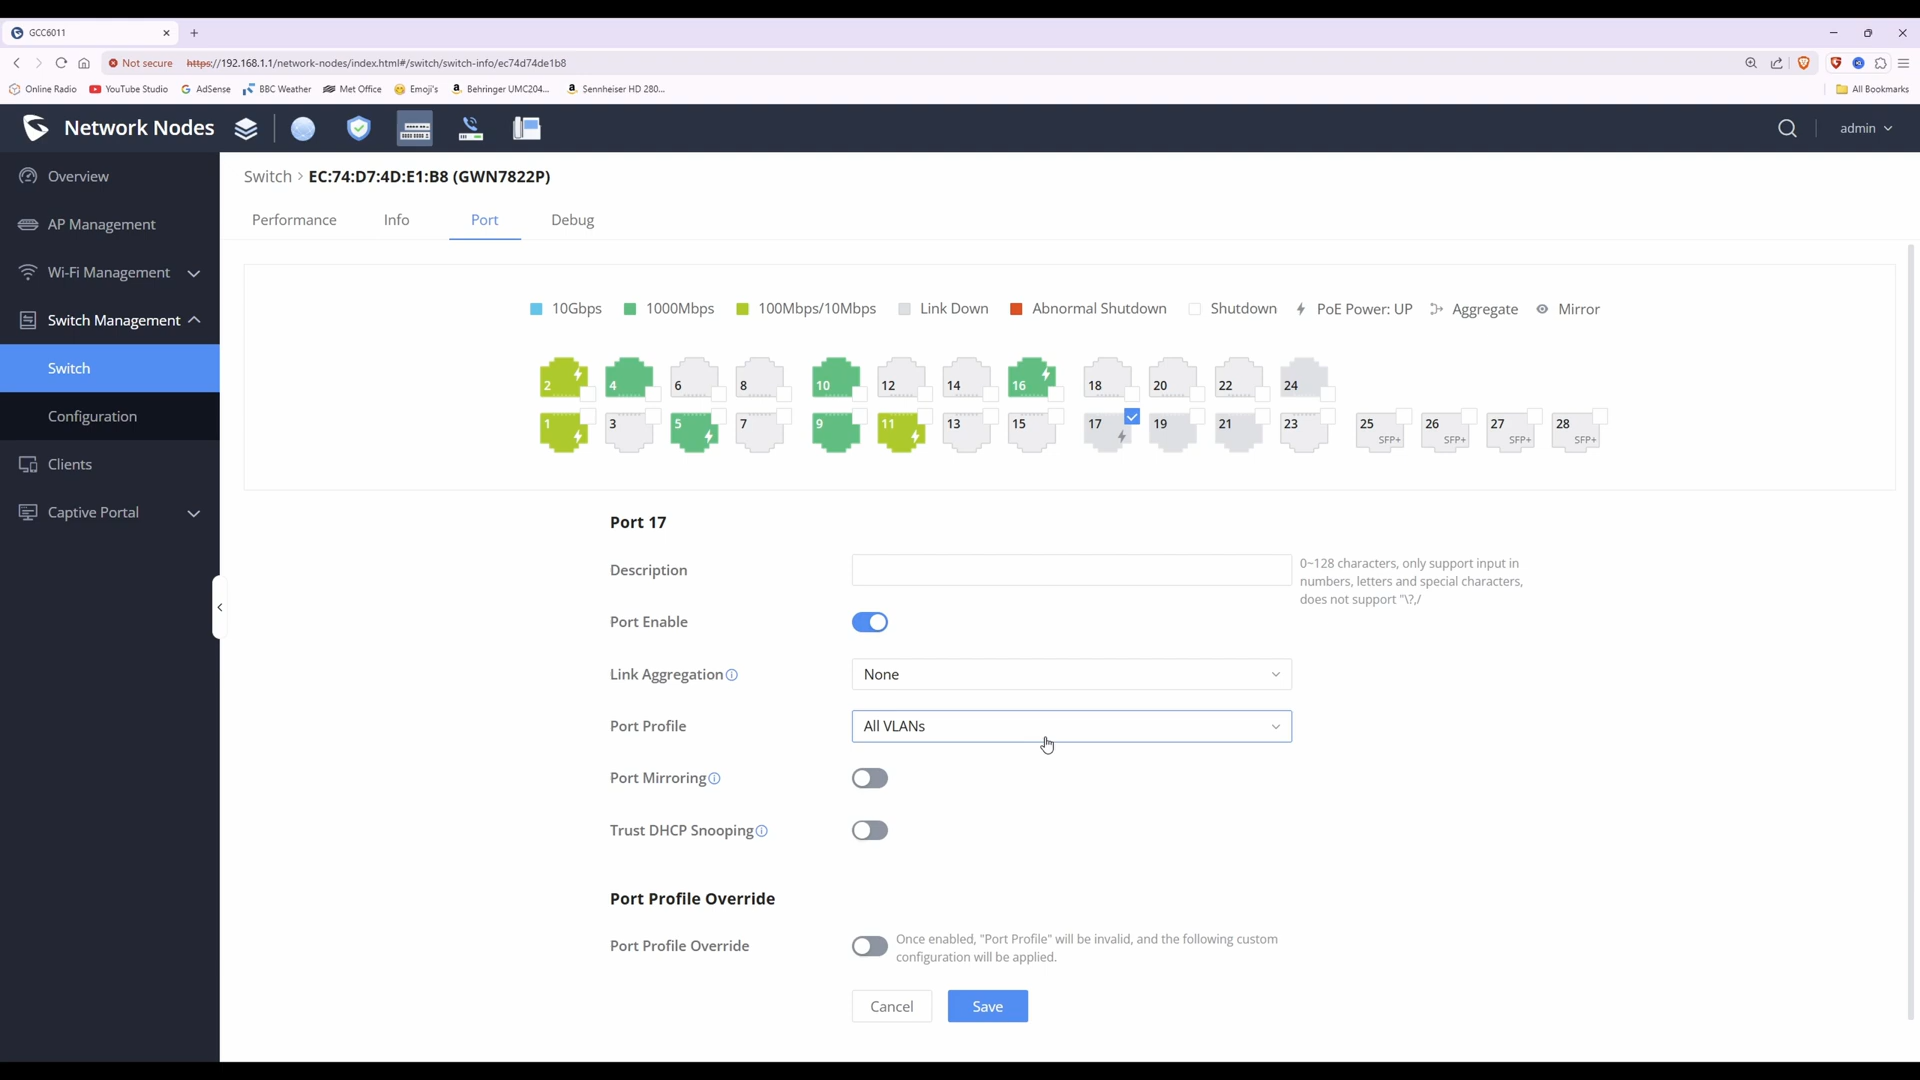 GCC6011
Not secure https://192.168.1.1/network-nodes/index.html#/switch/switch-info/ec74d74de1b8
Online Radio YouTube Studio AdSense BBC Weather Met Office Emoji's Behringer UMC204... Sennheiser HD 280... All Bookmarks
Network Nodes admin
Overview
AP Management
Wi-Fi Management
Switch Management
Switch
Configuration
Clients
Captive Portal
Switch > EC:74:D7:4D:E1:B8 (GWN7822P)
Performance Info Port Debug
10Gbps 1000Mbps 100Mbps/10Mbps Link Down Abnormal Shutdown Shutdown PoE Power: UP Aggregate Mirror
2 4 6 8 10 12 14 16 18 20 22 24
1 3 5 7 9 11 13 15 17 19 21 23 25 26 27 28
SFP+ SFP+ SFP+ SFP+
Port 17
Description
0~128 characters, only support input in
numbers, letters and special characters,
does not support "\?,/
Port Enable
Link Aggregation None
Port Profile All VLANs
Port Mirroring
Trust DHCP Snooping
Port Profile Override
Port Profile Override
Once enabled, "Port Profile" will be invalid, and the following custom
configuration will be applied.
Cancel Save